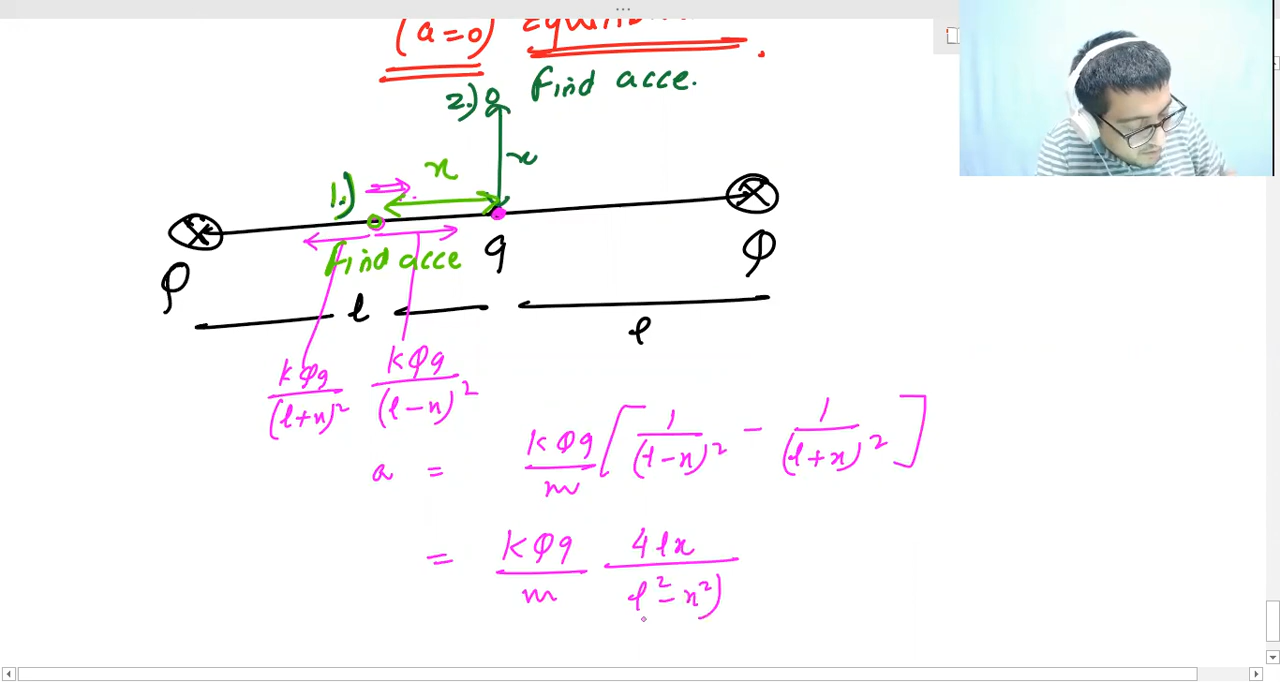 (a=0)
2.) Find acce.
x
x
1.)
Find acce q
Q Q
l l
kQq/(l+x)² kQq/(l-x)²
a = kQq/m [1/(l-x)² - 1/(l+x)²]
= kQq/m 4lx/l²-x²)